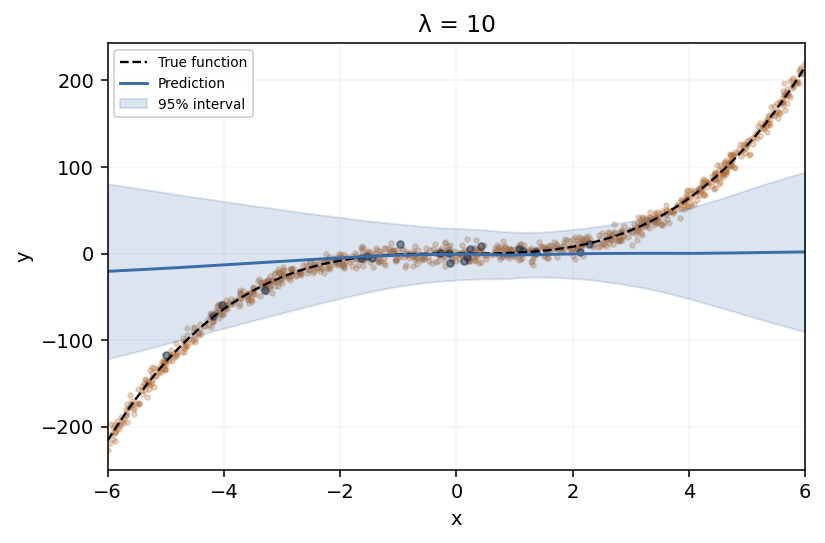 λ = 10
True function
Prediction
95% interval
200
100
0
−100
−200
y
−6
−4
−2
0
2
4
6
x